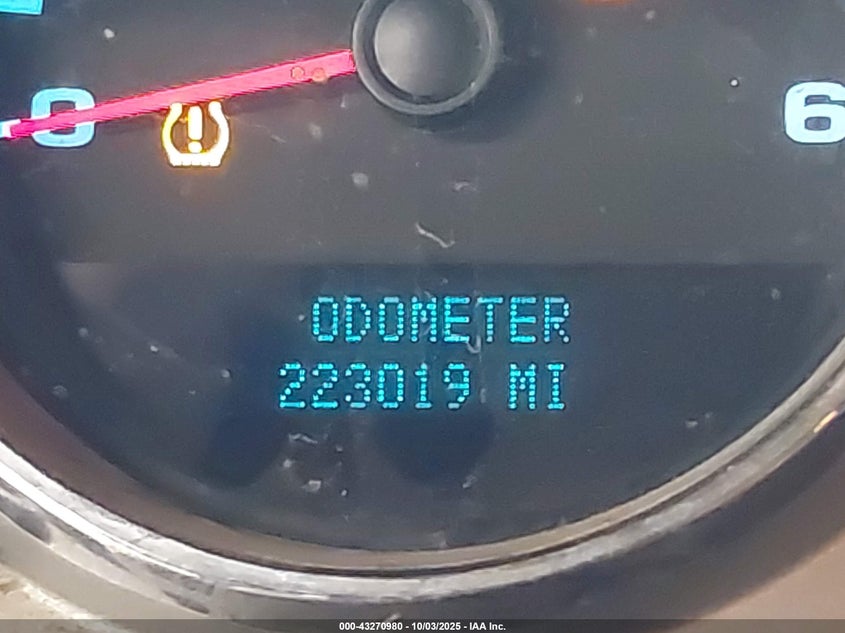 0
6
ODOMETER
223019 MI
000-43270980 - 10/03/2025 - IAA Inc.